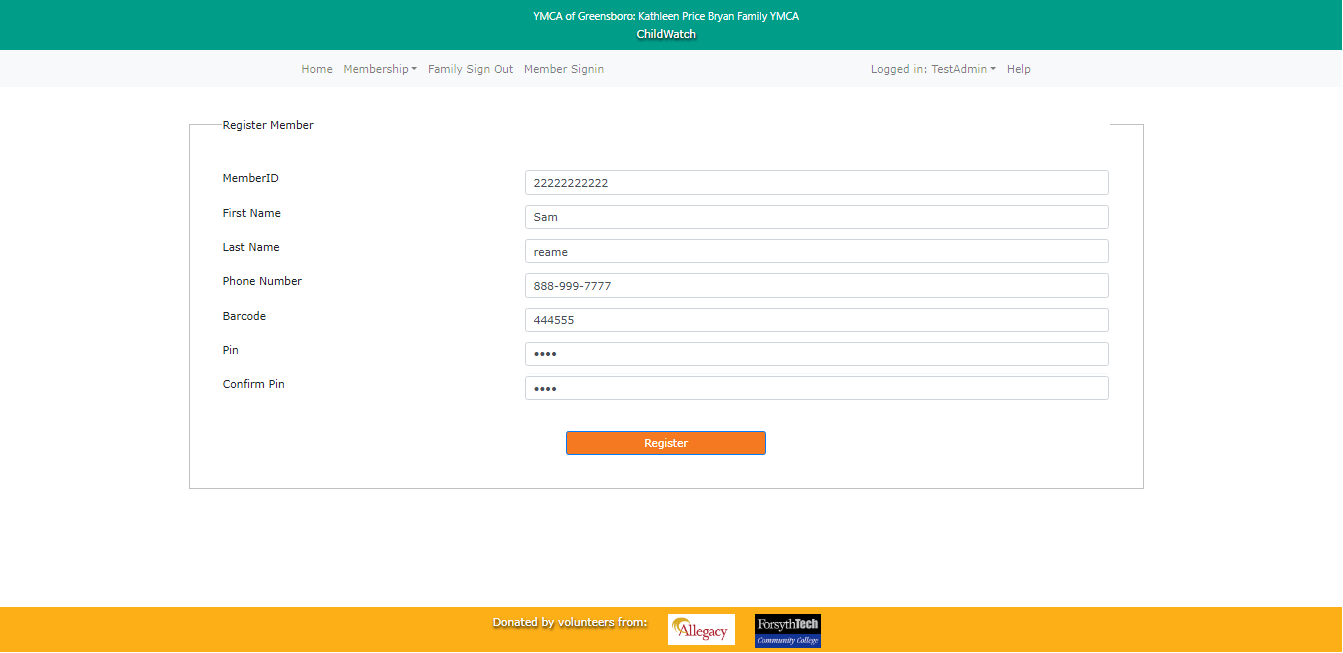 YMCA of Greensboro: Kathleen Price Bryan Family YMCA
ChildWatch
Home Membership Family Sign Out Member Signin Logged in: TestAdmin Help
Register Member
MemberID 22222222222
First Name Sam
Last Name reame
Phone Number 888-999-7777
Barcode 444555
Pin ••••
Confirm Pin ••••
Register
Donated by volunteers from: Allegacy ForsythTech
Community College